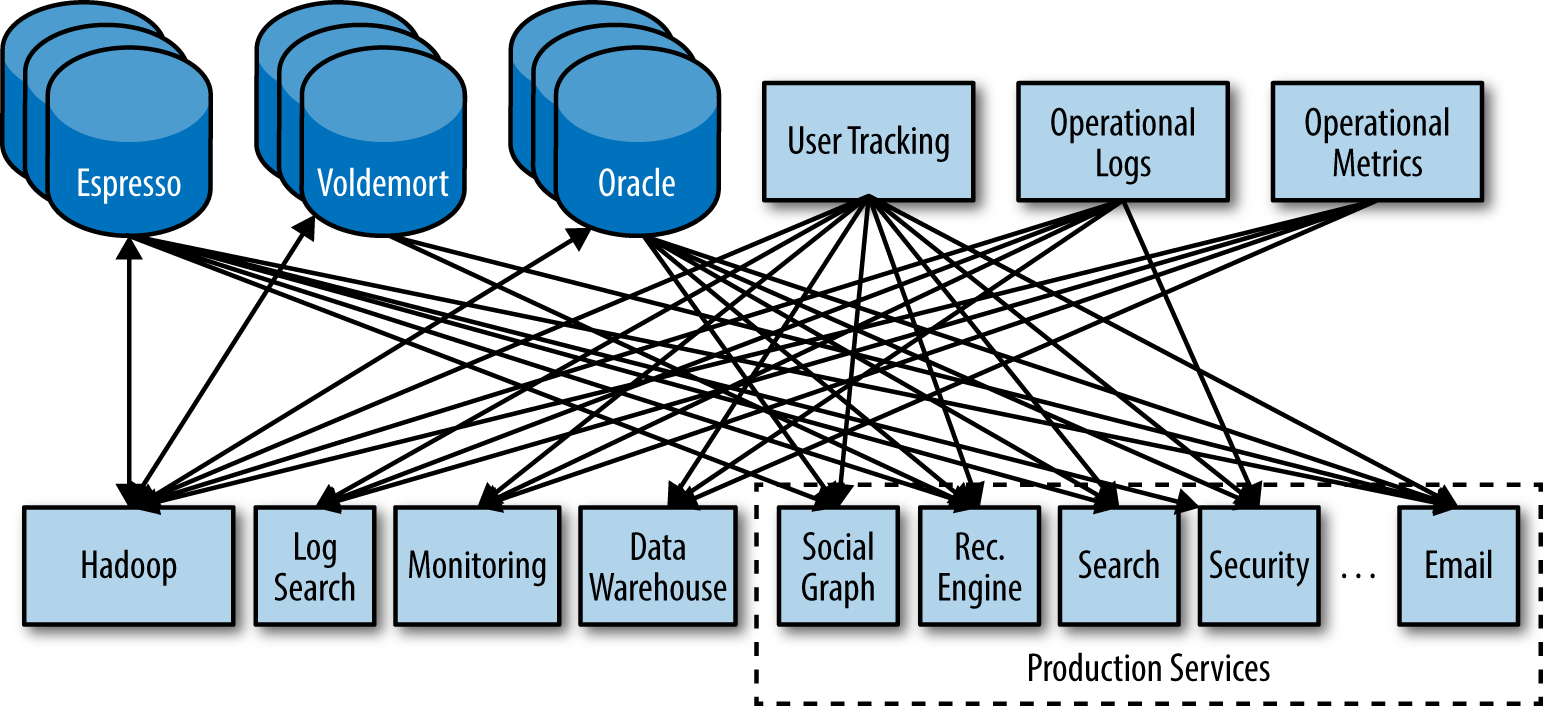 Espresso
Voldemort
Oracle
User Tracking
Operational
Logs
Operational
Metrics
Hadoop
Log
Search
Monitoring
Data
Warehouse
Social
Graph
Rec.
Engine
Search
Security
...
Email
Production Services